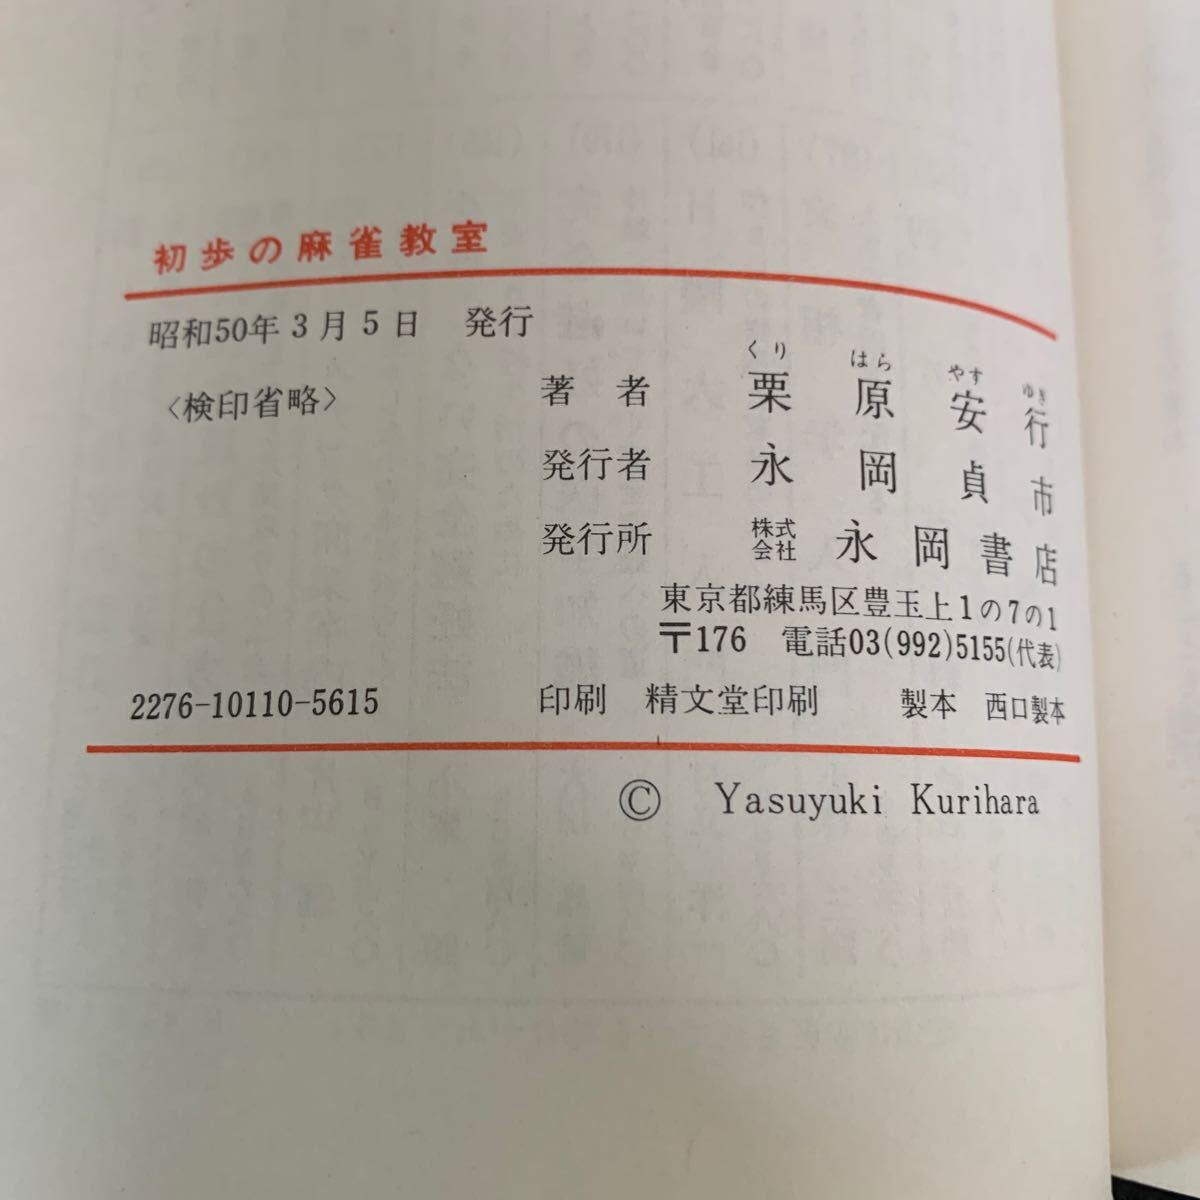 初歩の麻雀教室
昭和50年3月5日 発行
<検印省略>
くり はら やす ゆき
著者 栗原安行
発行者 永岡貞市
発行所 株式会社 永岡書店
東京都練馬区豊玉上1の7の1
〒176 電話03(992)5155(代表)
2276-10110-5615 印刷 精文堂印刷 製本 西口製本
© Yasuyuki Kurihara